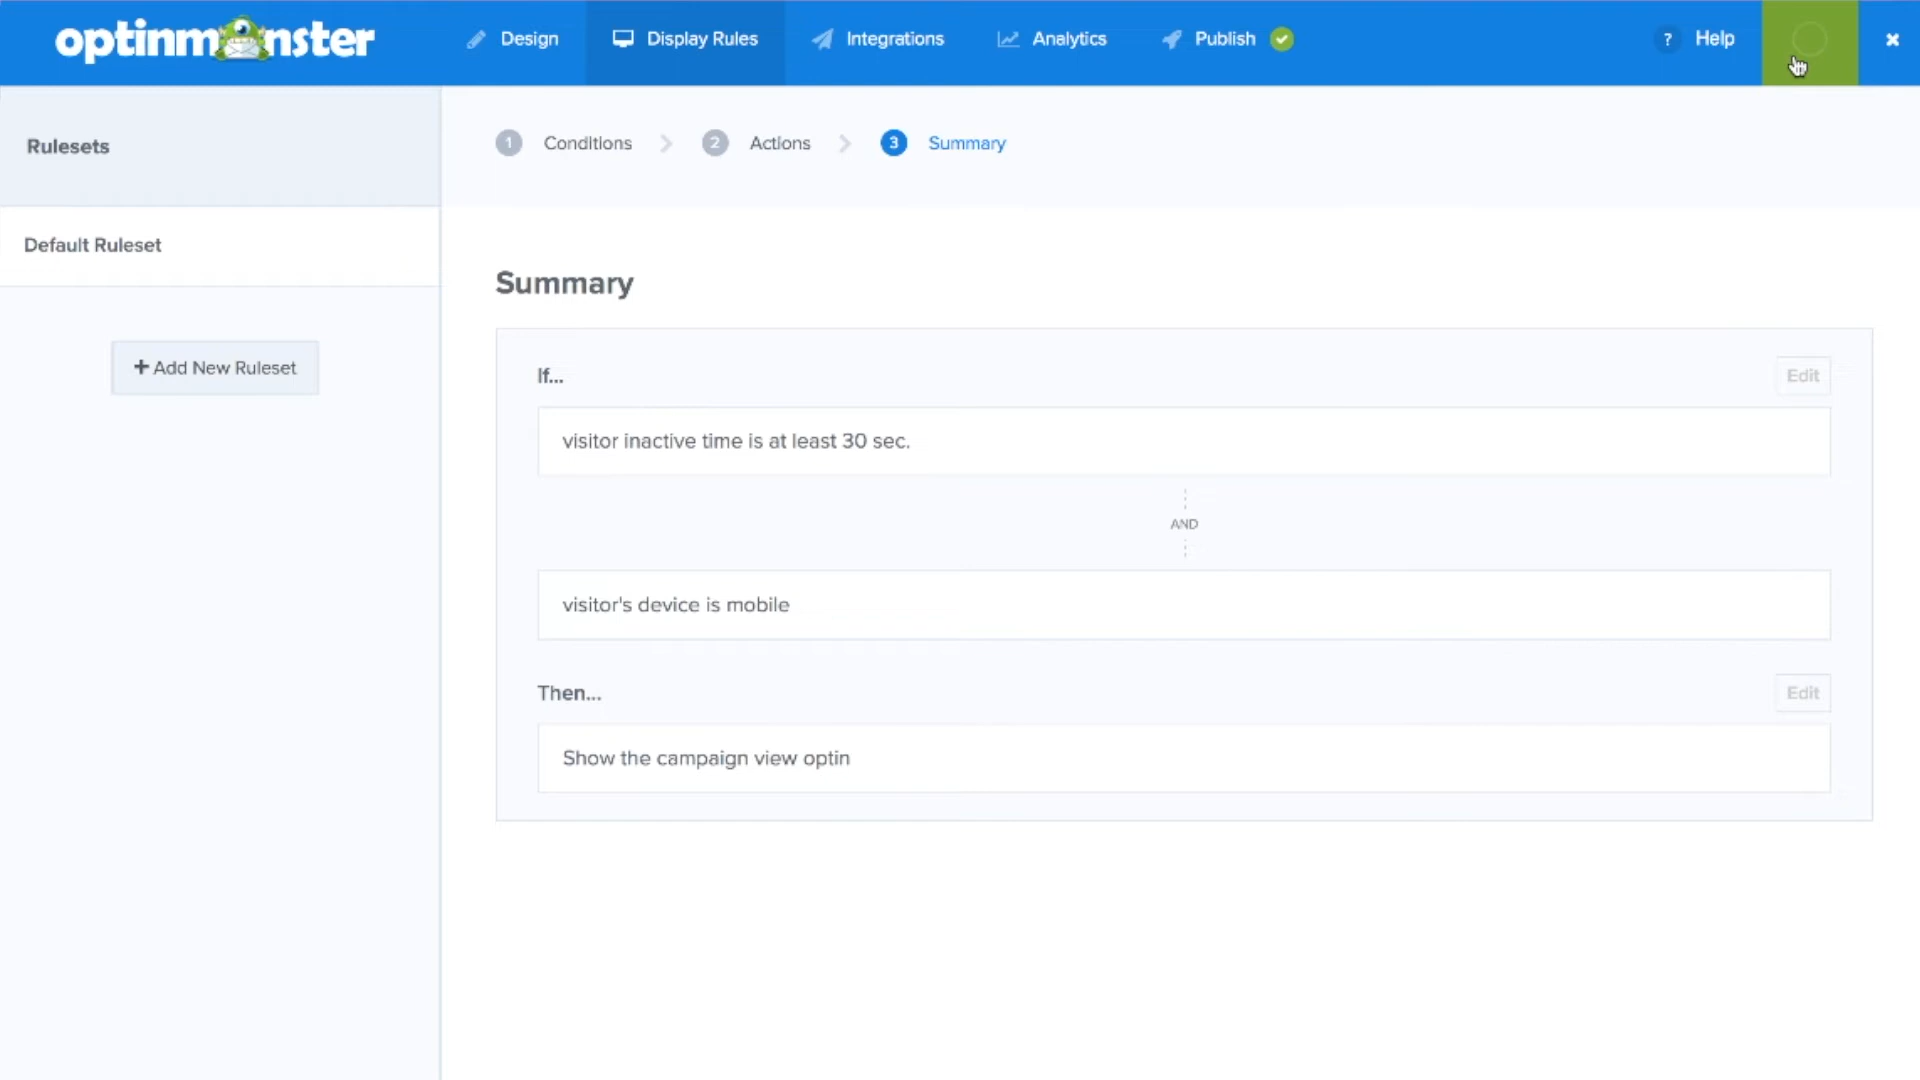 optinmonster
Design
Display Rules
Integrations
Analytics
Publish
? Help
Rulesets
1 Conditions
2 Actions
3 Summary
Default Ruleset
Summary
+ Add New Ruleset
If...
Edit
visitor inactive time is at least 30 sec.
AND
visitor's device is mobile
Then...
Edit
Show the campaign view optin